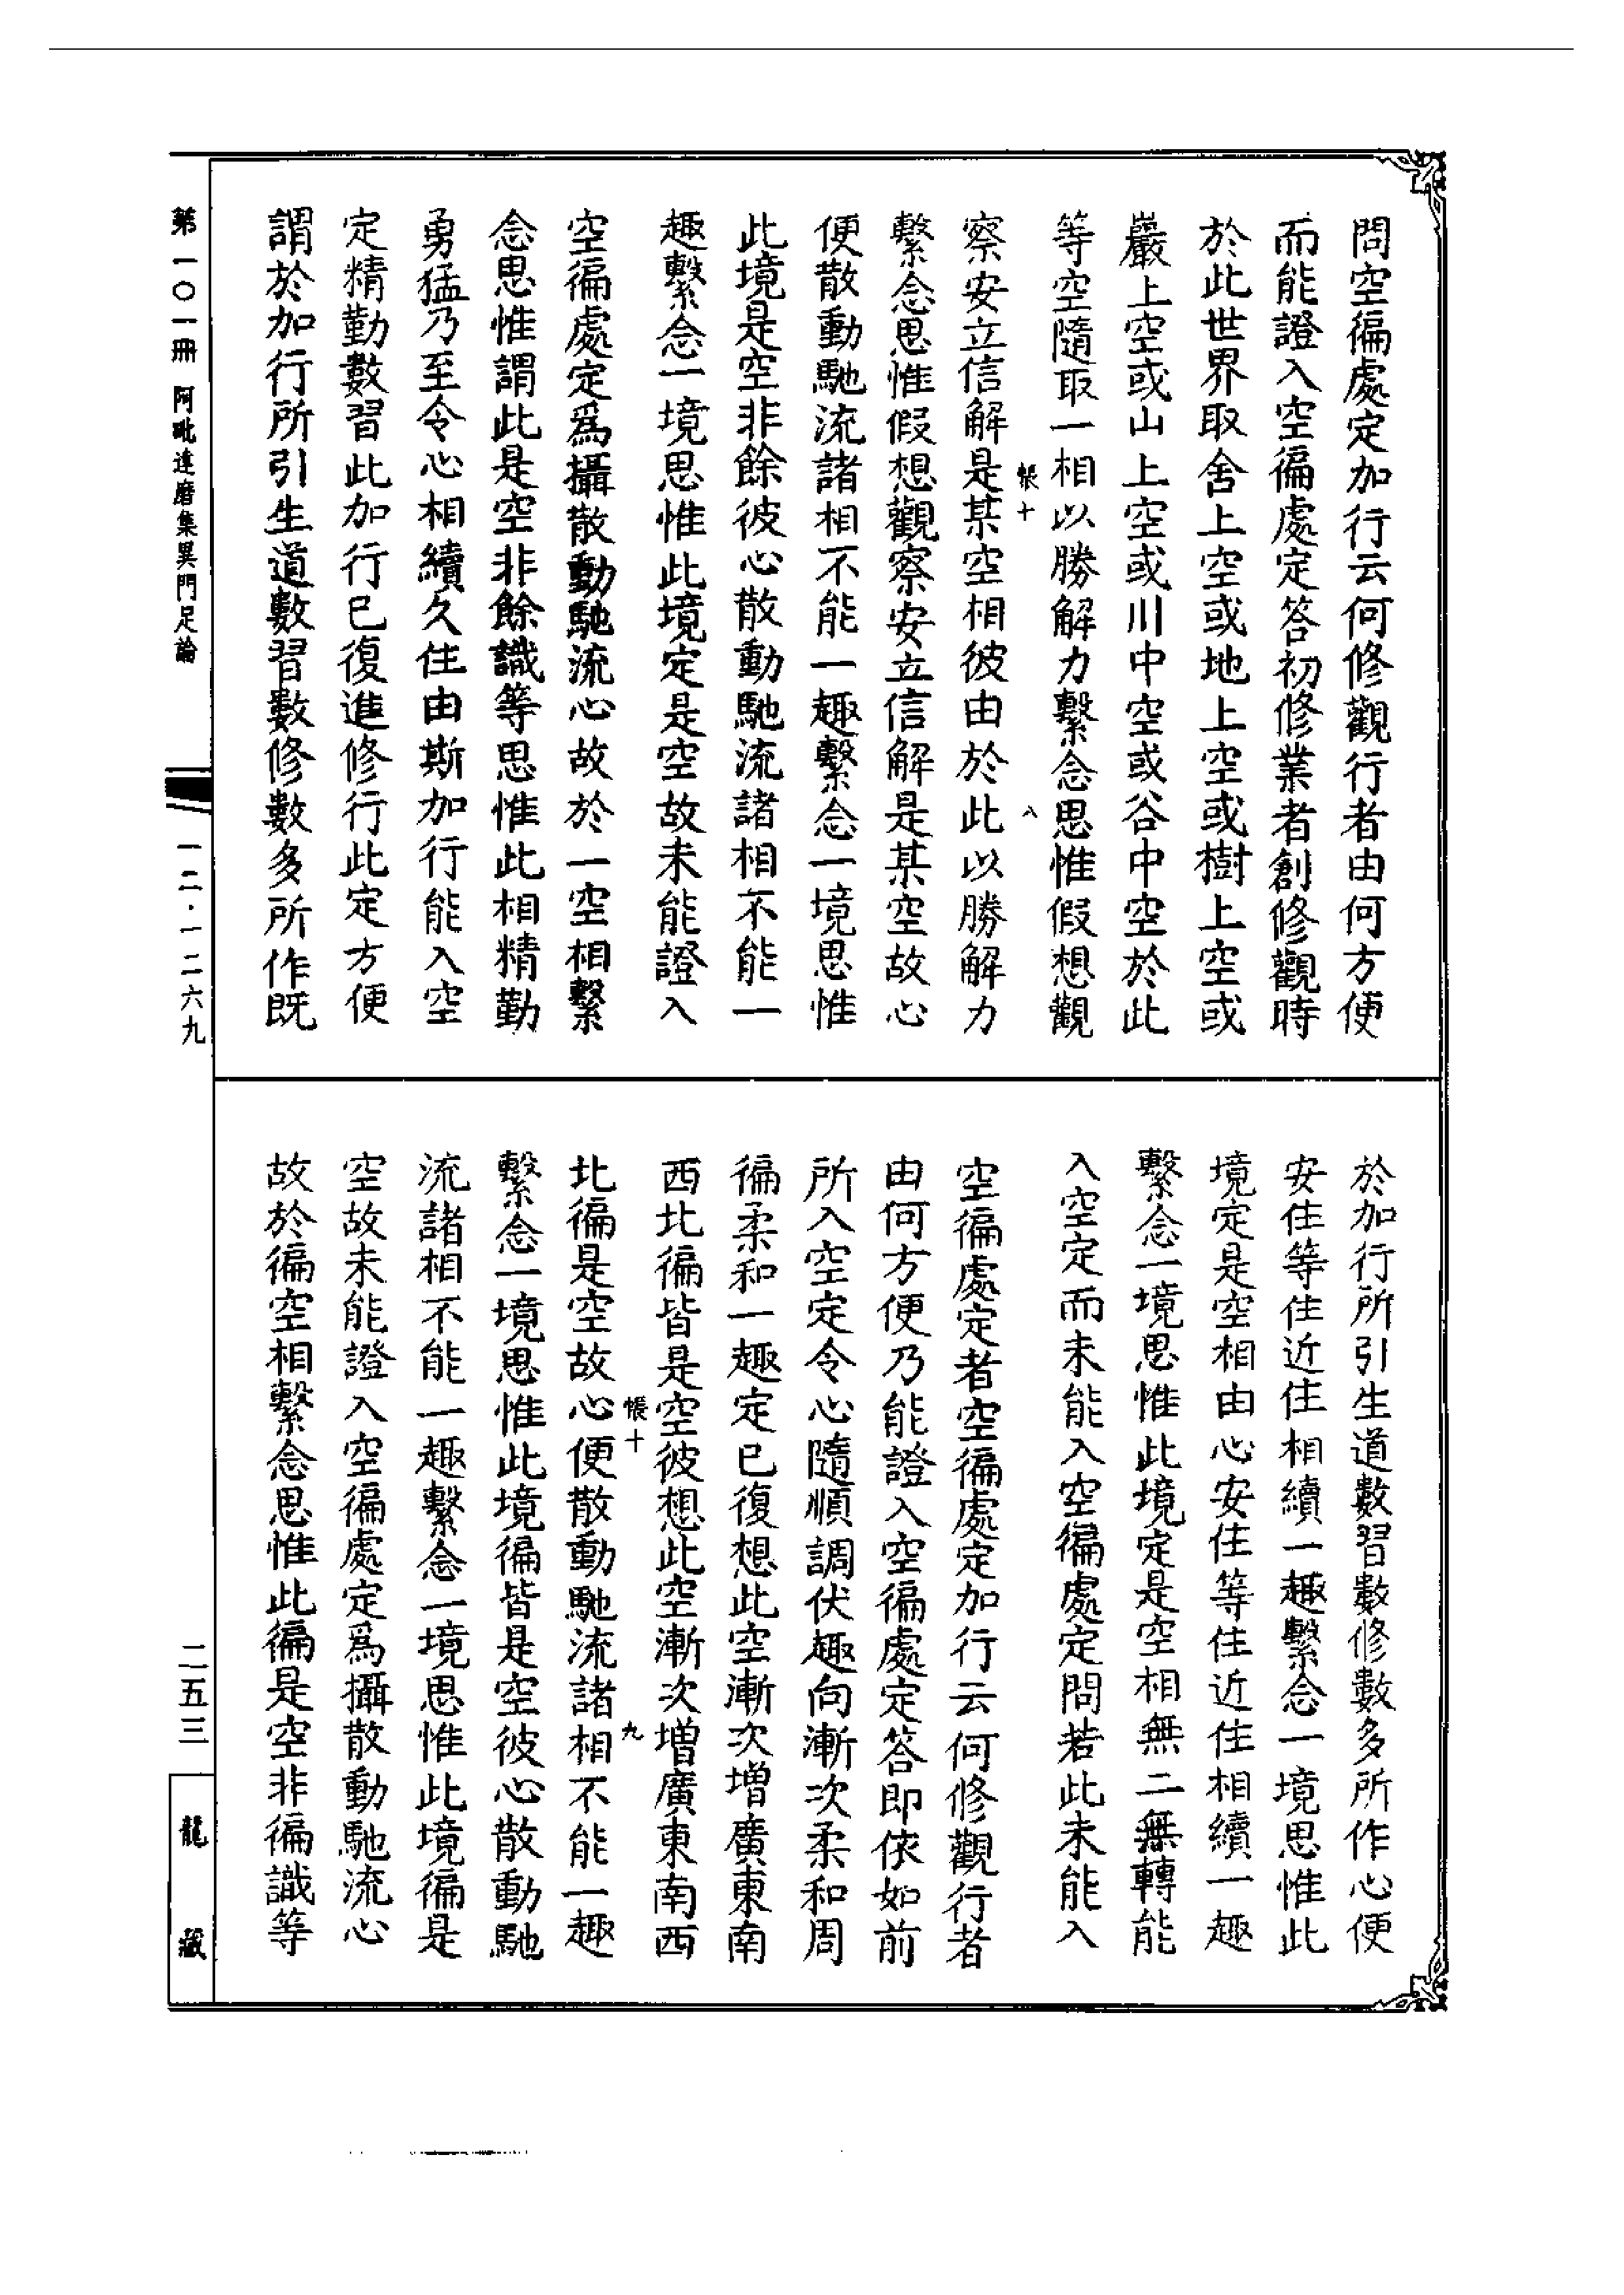 問空徧處定加行云何修觀行者由何方便
而能證入空徧處定答初修業者創修觀時
於此世界取舍上空或地上空或樹上空或
巖上空或山上空或川中空或谷中空於此
等空隨取一相以勝解力繫念思惟假想觀
帳十 八
察安立信解是某空相彼由於此以勝解力
繫念思惟假想觀察安立信解是某空故心
便散動馳流諸相不能一趣繫念一境思惟
此境是空非餘彼心散動馳流諸相不能一
趣繫念一境思惟此境定是空故未能證入
空徧處定爲攝散動馳流心故於一空相繫
念思惟謂此是空非餘識等思惟此相精勤
勇猛乃至令心相續久住由斯加行能入空
定精勤數習此加行已復進修行此定方便
謂於加行所引生道數習數修數多所作既
於加行所引生道數習數修數多所作心便
安住等住近住相續一趣繫念一境思惟此
境定是空相由心安住等住近住相續一趣
繫念一境思惟此境定是空相無二無轉能
入空定而未能入空徧處定問若此未能入
空徧處定者空徧處定加行云何修觀行者
由何方便乃能證入空徧處定答即依如前
所入空定令心隨順調伏趣向漸次柔和周
徧柔和一趣定已復想此空漸次增廣東南
西北徧皆是空彼想此空漸次增廣東南西
帳十 九
北徧是空故心便散動馳流諸相不能一趣
繫念一境思惟此境徧皆是空彼心散動馳
流諸相不能一趣繫念一境思惟此境徧是
空故未能證入空徧處定爲攝散動馳流心
故於徧空相繫念思惟此徧是空非徧識等
第一〇一冊 阿毗達磨集異門足論
一二·一二六九
二五三
龍藏